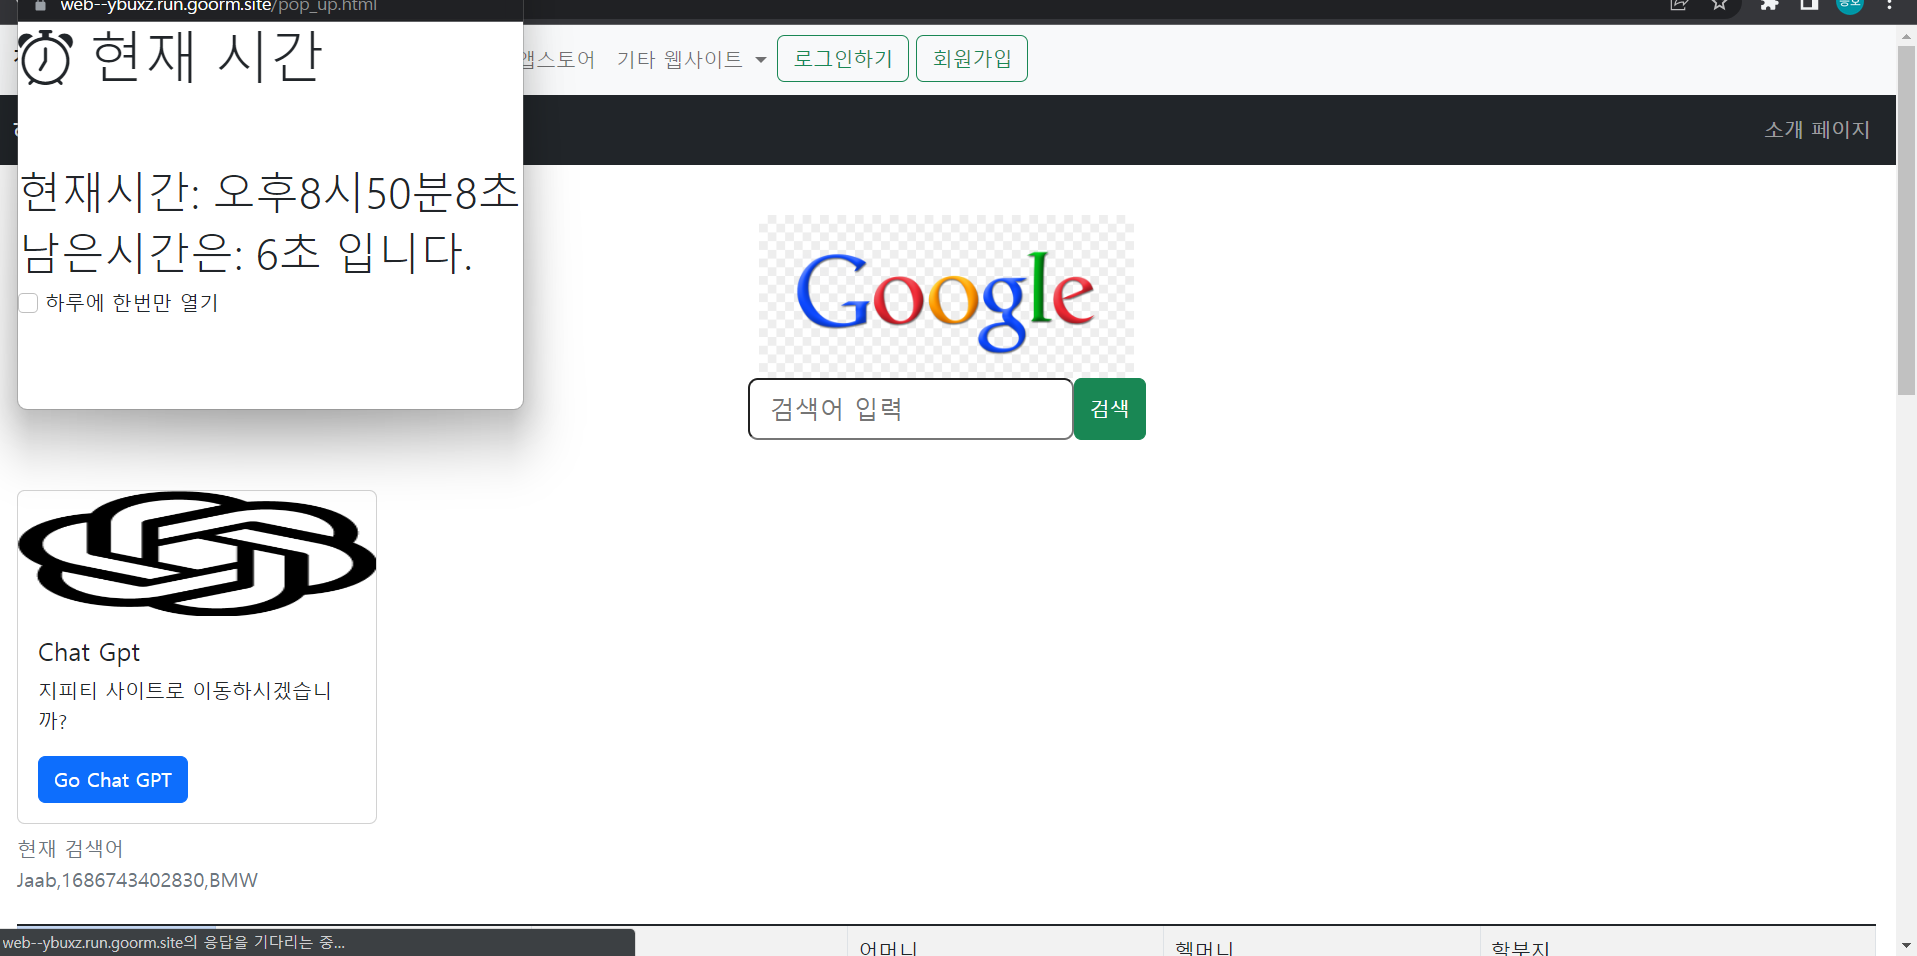 web--ybuxz.run.goorm.site/pop_up.html
현재 시간
앱스토어 기타 웹사이트 로그인하기 회원가입
소개 페이지
현재시간: 오후8시50분8초
남은시간은: 6초 입니다.
하루에 한번만 열기
Google
검색어 입력 검색
Chat Gpt
지피티 사이트로 이동하시겠습니
까?
Go Chat GPT
현재 검색어
Jaab,1686743402830,BMW
web--ybuxz.run.goorm.site의 응답을 기다리는 중...
어머니 헬머니 할부지